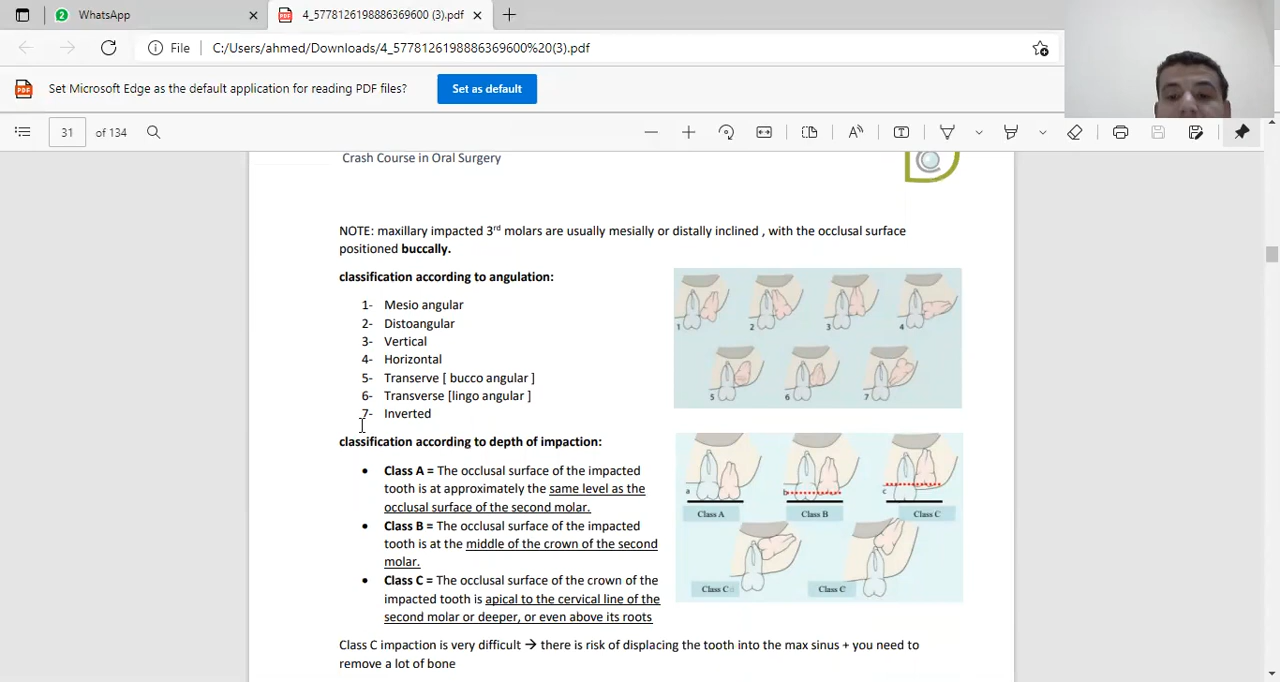 WhatsApp
4_5778126198886369600 (3).pdf
File
C:/Users/ahmed/Downloads/4_5778126198886369600%20(3).pdf
Set Microsoft Edge as the default application for reading PDF files?
Set as default
31 of 134
Crash Course in Oral Surgery
NOTE: maxillary impacted 3rd molars are usually mesially or distally inclined , with the occlusal surface
positioned buccally.
classification according to angulation:
1- Mesio angular
2- Distoangular
3- Vertical
4- Horizontal
5- Transerve [ bucco angular ]
6- Transverse [lingo angular ]
7- Inverted
1
2
3
4
5
6
7
classification according to depth of impaction:
• Class A = The occlusal surface of the impacted
tooth is at approximately the same level as the
occlusal surface of the second molar.
• Class B = The occlusal surface of the impacted
tooth is at the middle of the crown of the second
molar.
• Class C = The occlusal surface of the crown of the
impacted tooth is apical to the cervical line of the
second molar or deeper, or even above its roots
a
b
c
Class A
Class B
Class C
Class C
Class C
Class C impaction is very difficult → there is risk of displacing the tooth into the max sinus + you need to
remove a lot of bone